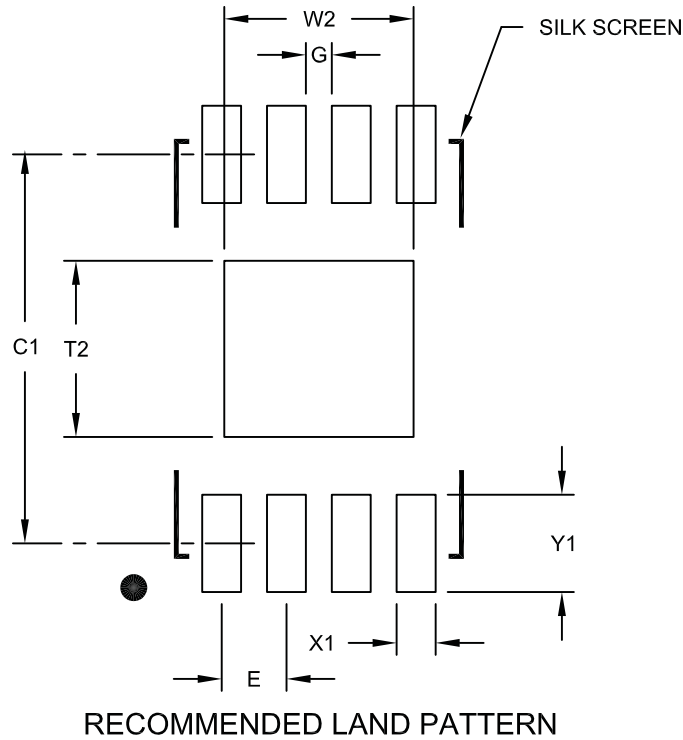 W2
SILK SCREEN
G
C1
T2
Y1
X1
E
RECOMMENDED LAND PATTERN